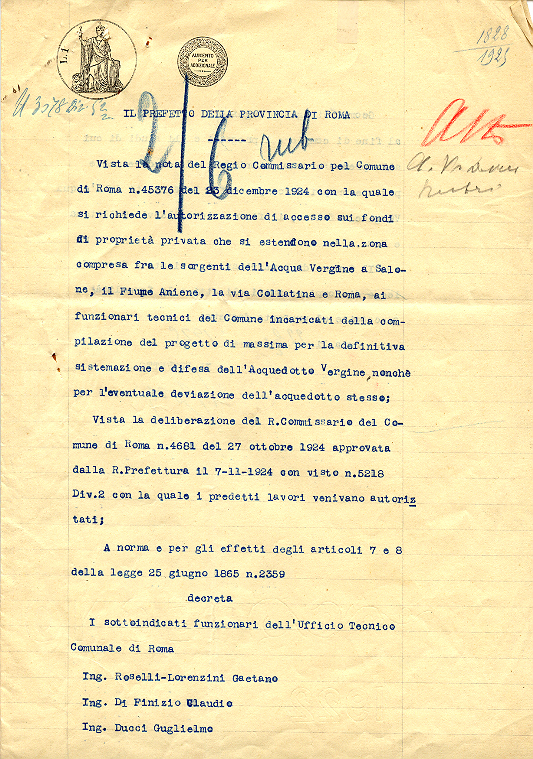 L.1
AUMENTO
PER
ADDIZIONALE
1828
1925
2/6 rub
IL PREFETTO DELLA PROVINCIA DI ROMA
-----
Vista la nota del Regio Commissario pel Comune
di Roma n.45376 del 23 dicembre 1924 con la quale
si richiede l'autorizzazione di accesso sui fondi
di proprietà privata che si estendono nella.zona
compresa fra le sorgenti dell'Acqua Vergine a Salo-
ne, il Fiume Aniene, la via Collatina e Roma, ai
funzionari tecnici del Comune incaricati della com-
pilazione del progetto di massima per la definitiva
sistemazione e difesa dell'Acquedotto Vergine,nonchè
per l'eventuale deviazione dell'acquedotto stesso;
Vista la deliberazione del R.Commissario del Co-
mune di Roma n.4681 del 27 ottobre 1924 approvata
dalla R.Prefettura il 7-11-1924 con visto n.5218
Div.2 con la quale i predetti lavori venivano autoriz
tati;
A norma e per gli effetti degli articoli 7 e 8
della legge 25 giugno 1865 n.2359
decreta
I sottoindicati funzionari dell'Ufficio Tecnico
Comunale di Roma
Ing. Roselli-Lorenzini Gaetano
Ing. Di Finizio Claudio
Ing. Ducci Guglielmo